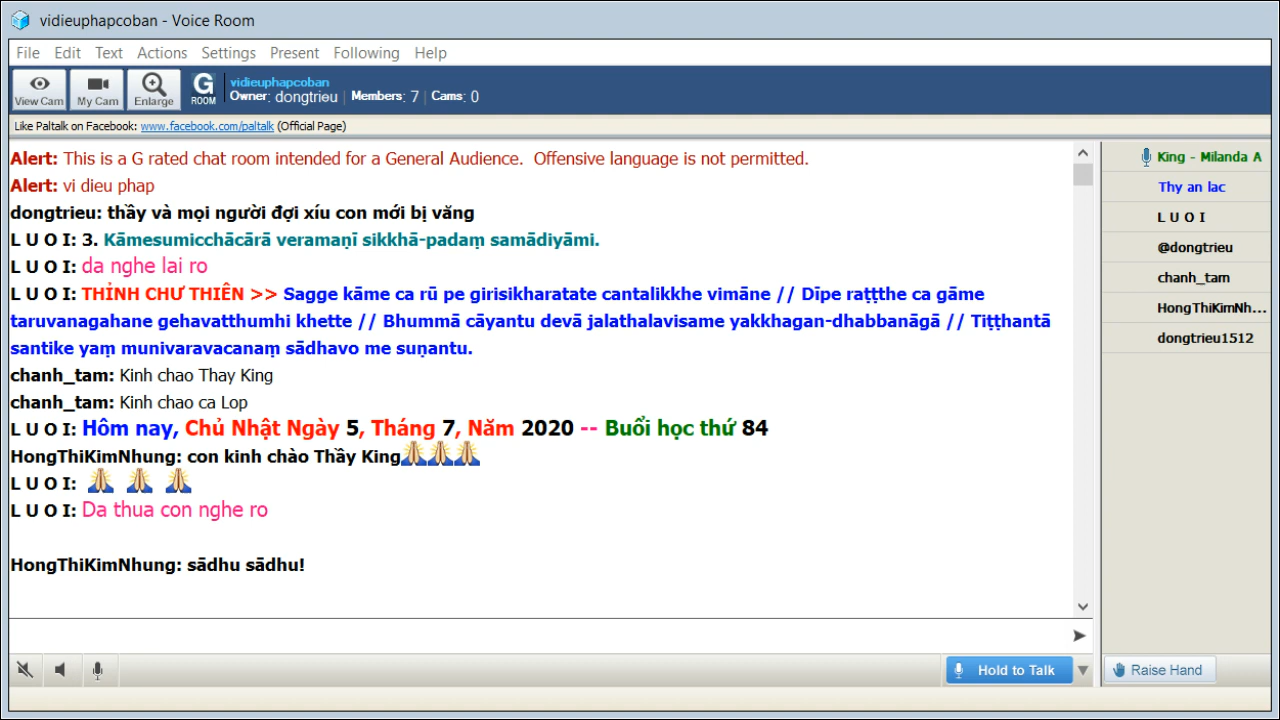 vidieuphapcoban - Voice Room
File Edit Text Actions Settings Present Following Help
View Cam My Cam Enlarge G ROOM
vidieuphapcoban
Owner: dongtrieu | Members: 7 | Cams: 0
Like Paltalk on Facebook: www.facebook.com/paltalk (Official Page)
Alert: This is a G rated chat room intended for a General Audience. Offensive language is not permitted.
Alert: vi dieu phap
dongtrieu: thầy và mọi người đợi xíu con mới bị văng
L U O I: 3. Kāmesumicchācārā veramaṇī sikkhā-padaṃ samādiyāmi.
L U O I: da nghe lai ro
L U O I: THỈNH CHƯ THIÊN >> Sagge kāme ca rū pe girisikharatate cantalikkhe vimāne // Dīpe raṭṭthe ca gāme
taruvanagahane gehavatthumhi khette // Bhummā cāyantu devā jalathalavisame yakkhagan-dhabbanāgā // Tiṭṭhantā
santike yaṃ munivaravacanaṃ sādhavo me suṇantu.
chanh_tam: Kinh chao Thay King
chanh_tam: Kinh chao ca Lop
L U O I: Hôm nay, Chủ Nhật Ngày 5, Tháng 7, Năm 2020 -- Buổi học thứ 84
HongThiKimNhung: con kinh chào Thầy King
L U O I:
L U O I: Da thua con nghe ro
HongThiKimNhung: sādhu sādhu!
King - Milanda A
Thy an lac
L U O I
@dongtrieu
chanh_tam
HongThiKimNh...
dongtrieu1512
Hold to Talk
Raise Hand